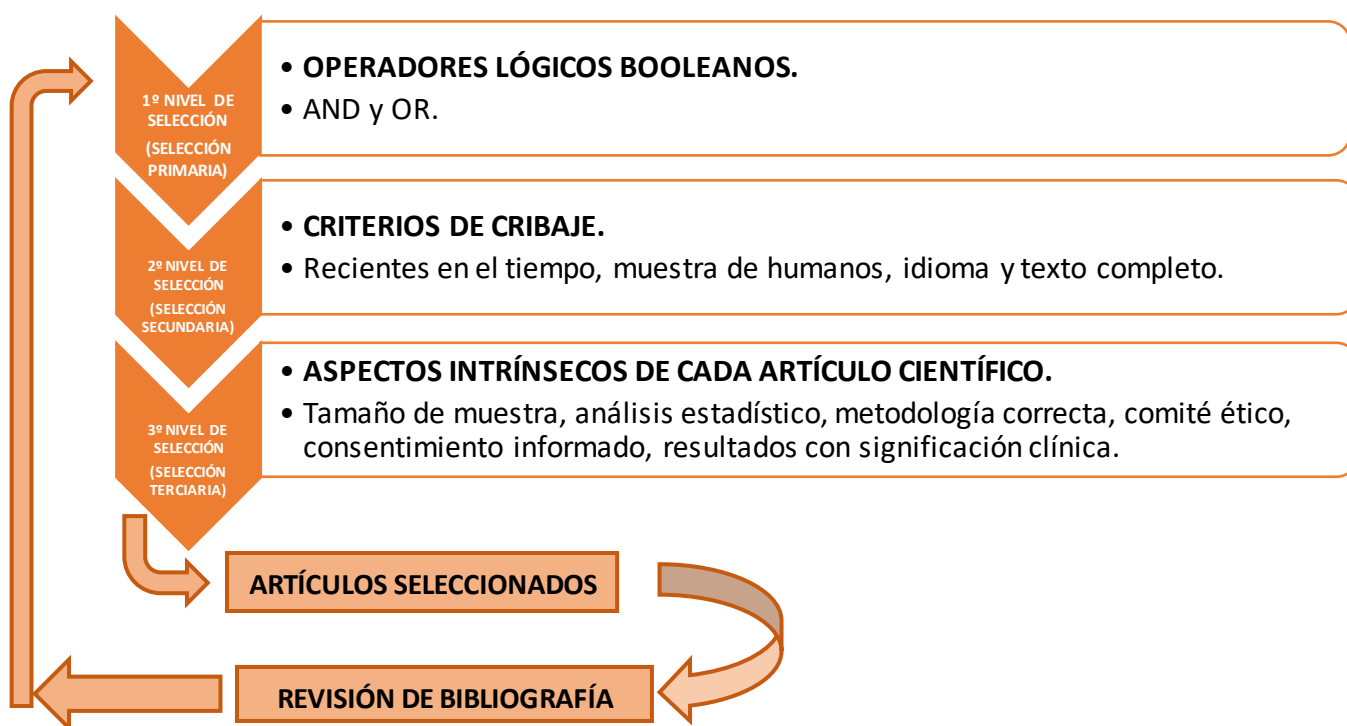 1º NIVEL DE
SELECCIÓN
(SELECCIÓN
PRIMARIA)
• OPERADORES LÓGICOS BOOLEANOS.
• AND y OR.
2º NIVEL DE
SELECCIÓN
(SELECCIÓN
SECUNDARIA)
• CRITERIOS DE CRIBAJE.
• Recientes en el tiempo, muestra de humanos, idioma y texto completo.
3º NIVEL DE
SELECCIÓN
(SELECCIÓN
TERCIARIA)
• ASPECTOS INTRÍNSECOS DE CADA ARTÍCULO CIENTÍFICO.
• Tamaño de muestra, análisis estadístico, metodología correcta, comité ético,
consentimiento informado, resultados con significación clínica.
ARTÍCULOS SELECCIONADOS
REVISIÓN DE BIBLIOGRAFÍA